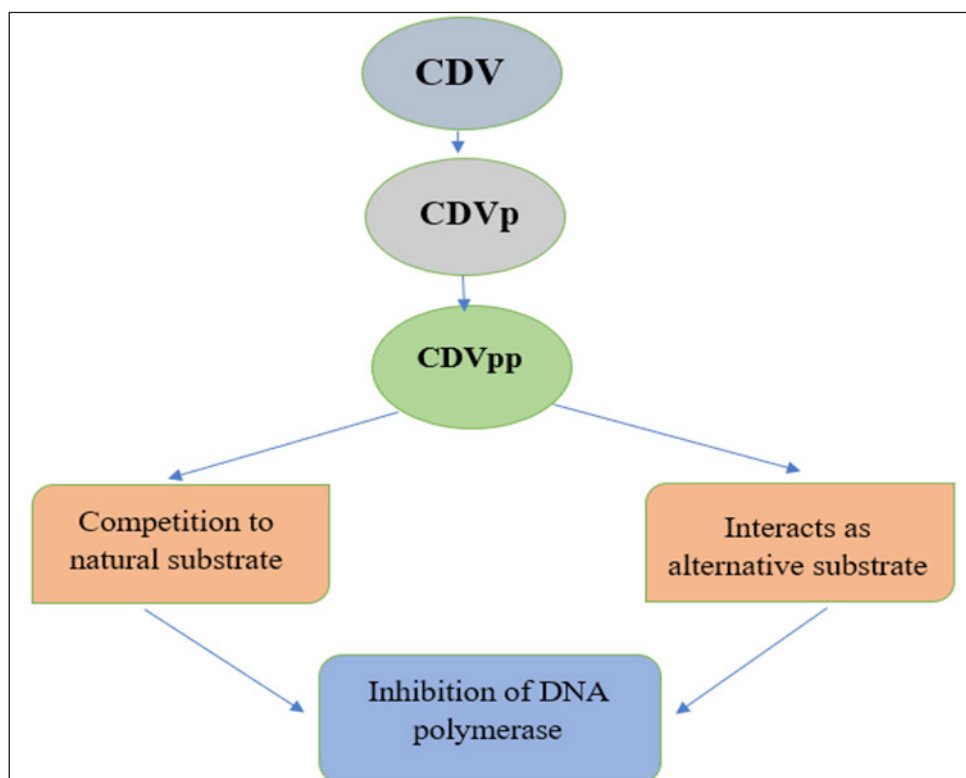 CDV
CDVp
CDVpp
Competition to
natural substrate
Interacts as
alternative substrate
Inhibition of DNA
polymerase